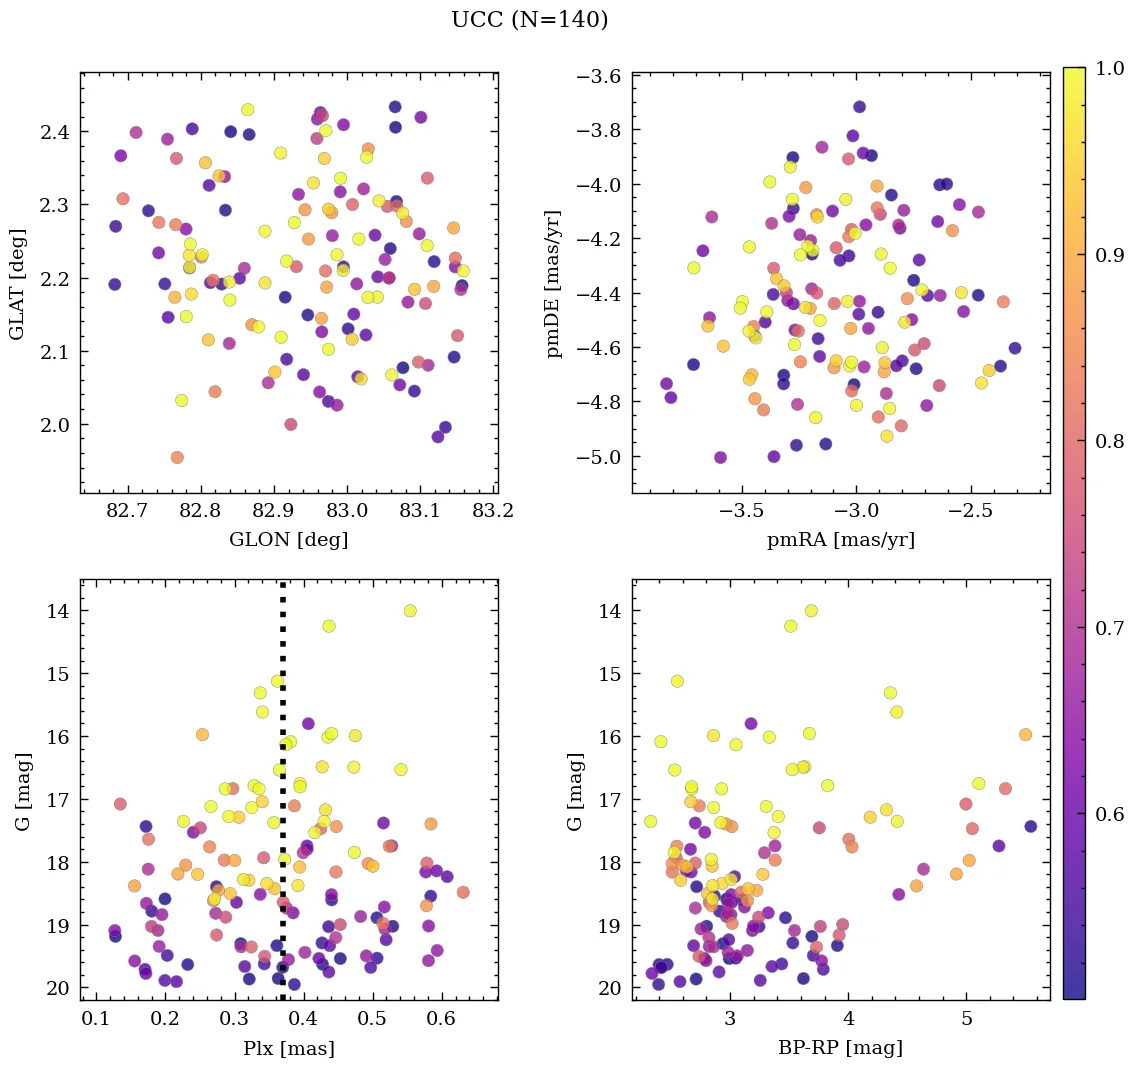 UCC (N=140)
2.4
2.3
2.2
2.1
2.0
GLAT [deg]
82.7 82.8 82.9 83.0 83.1 83.2
GLON [deg]
−3.6
−3.8
−4.0
−4.2
−4.4
−4.6
−4.8
−5.0
pmDE [mas/yr]
−3.5 −3.0 −2.5
pmRA [mas/yr]
14
15
16
17
18
19
20
G [mag]
0.1 0.2 0.3 0.4 0.5 0.6
Plx [mas]
14
15
16
17
18
19
20
G [mag]
3 4 5
BP-RP [mag]
1.0
0.9
0.8
0.7
0.6